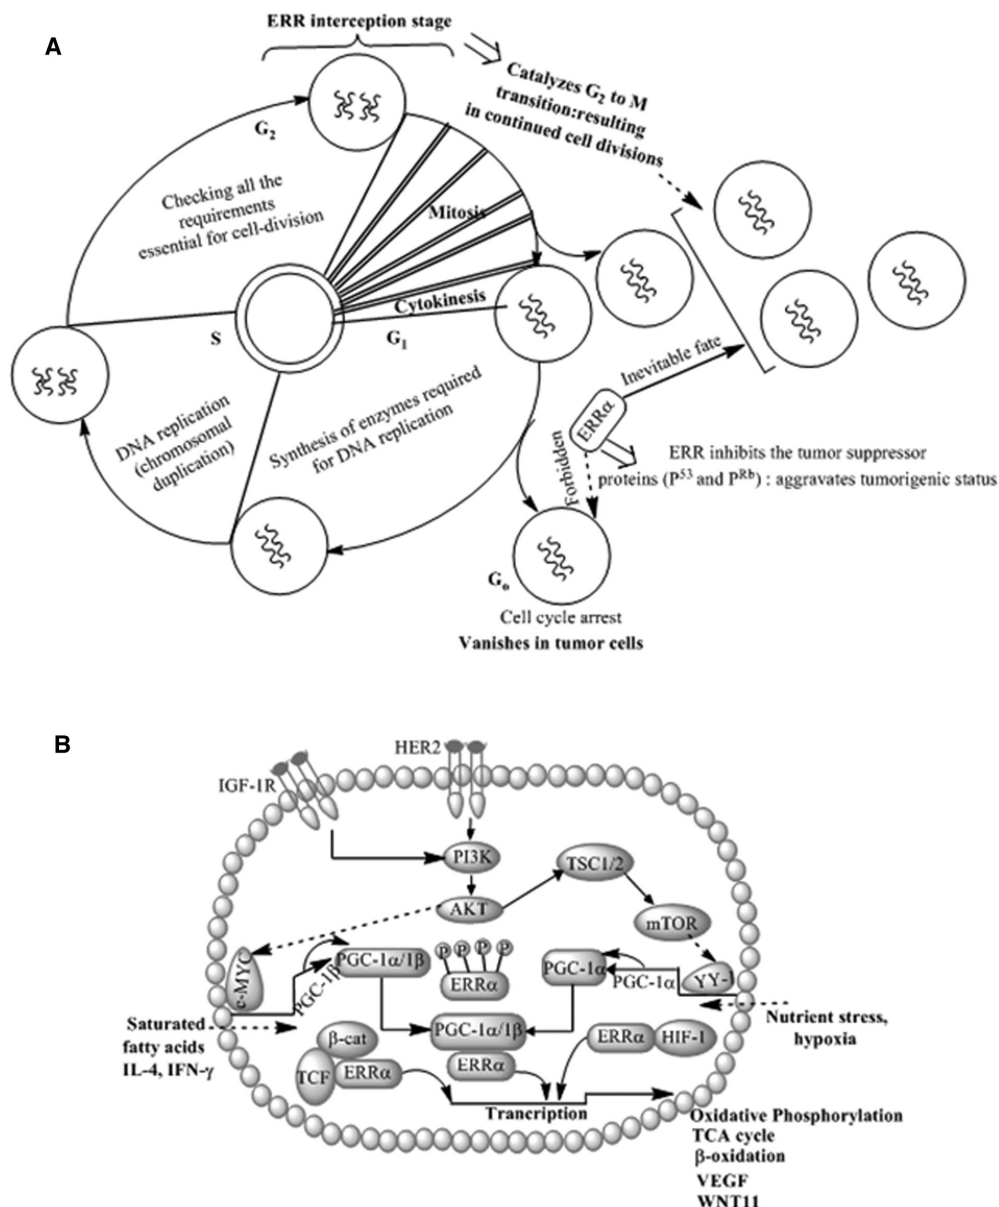 A
ERR interception stage
Catalyzes G2 to M
transition:resulting
in continued cell divisions
G2
Checking all the
requirements
essential for cell-division
Mitosis
Cytokinesis
S
G1
Inevitable fate
ERRα
DNA replication
(chromosomal
duplication)
Synthesis of enzymes required
for DNA replication
Forbidden
ERR inhibits the tumor suppressor
proteins (P53 and PRb) : aggravates tumorigenic status
Go
Cell cycle arrest
Vanishes in tumor cells
B
HER2
IGF-1R
PI3K
TSC1/2
AKT
mTOR
c-MYC
PGC-1β
PGC-1α/1β
P P P P
ERRα
PGC-1α
PGC-1α
YY-1
Saturated
fatty acids
IL-4, IFN-γ
Nutrient stress,
hypoxia
β-cat
TCF
ERRα
PGC-1α/1β
ERRα
ERRα
HIF-1
Trancription
Oxidative Phosphorylation
TCA cycle
β-oxidation
VEGF
WNT11